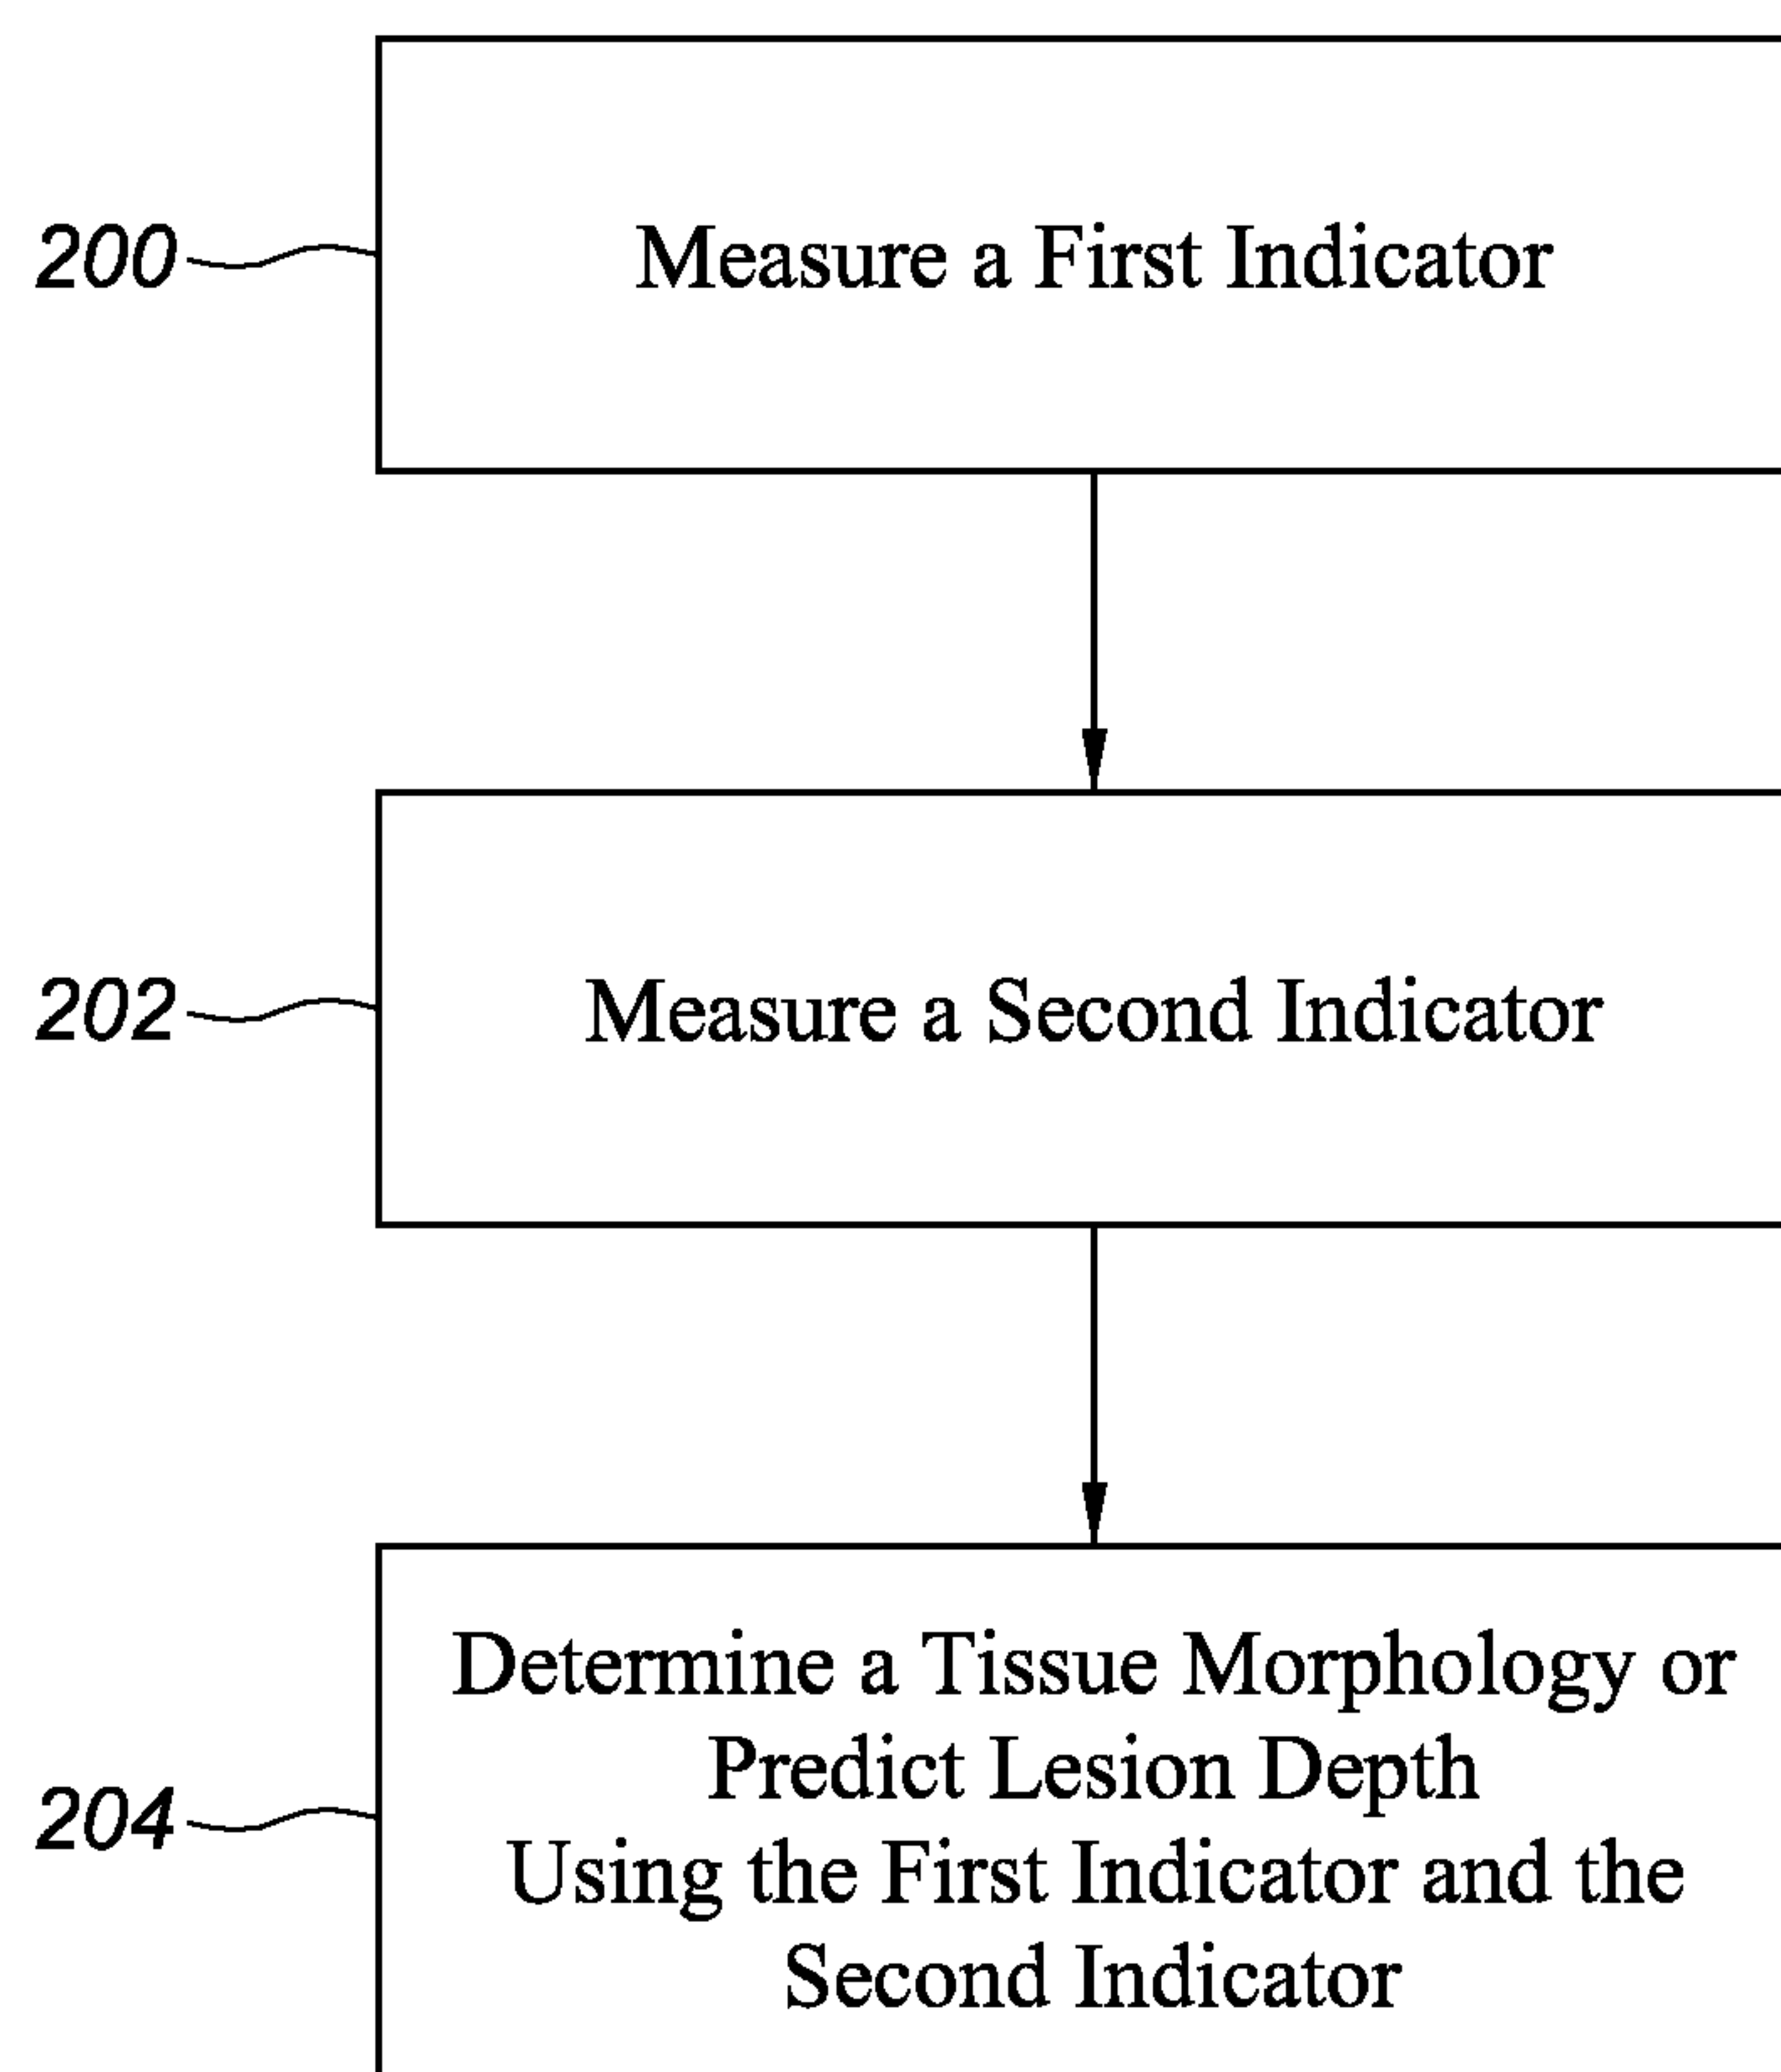 200
Measure a First Indicator
202
Measure a Second Indicator
Determine a Tissue Morphology or
Predict Lesion Depth
204
Using the First Indicator and the
Second Indicator